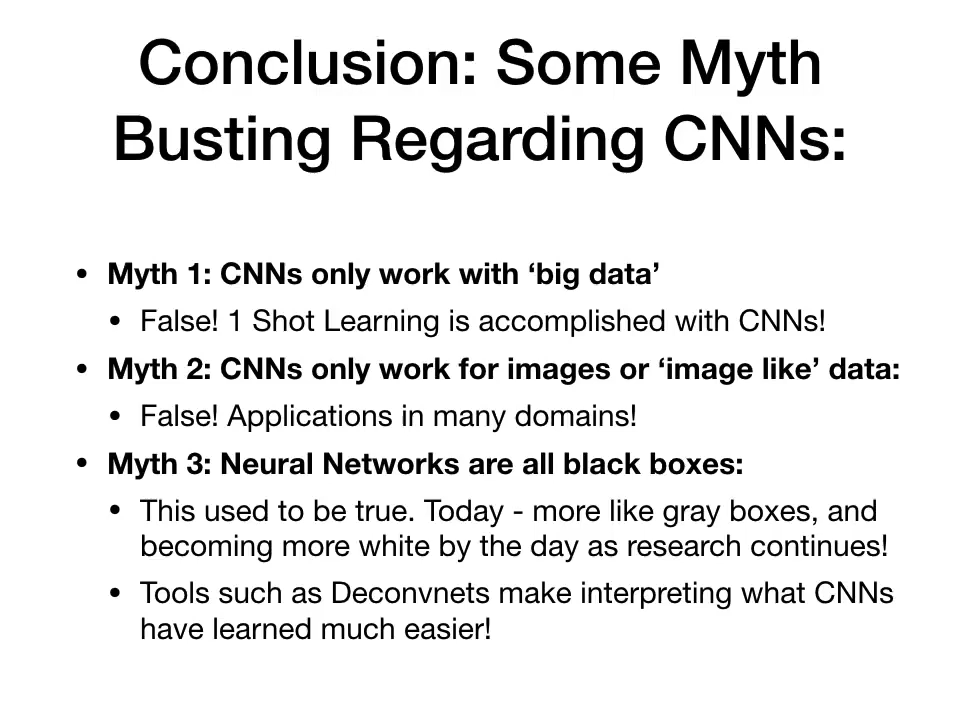 Conclusion: Some Myth
Busting Regarding CNNs:
• Myth 1: CNNs only work with ‘big data’
• False! 1 Shot Learning is accomplished with CNNs!
• Myth 2: CNNs only work for images or ‘image like’ data:
• False! Applications in many domains!
• Myth 3: Neural Networks are all black boxes:
• This used to be true. Today - more like gray boxes, and
becoming more white by the day as research continues!
• Tools such as Deconvnets make interpreting what CNNs
have learned much easier!